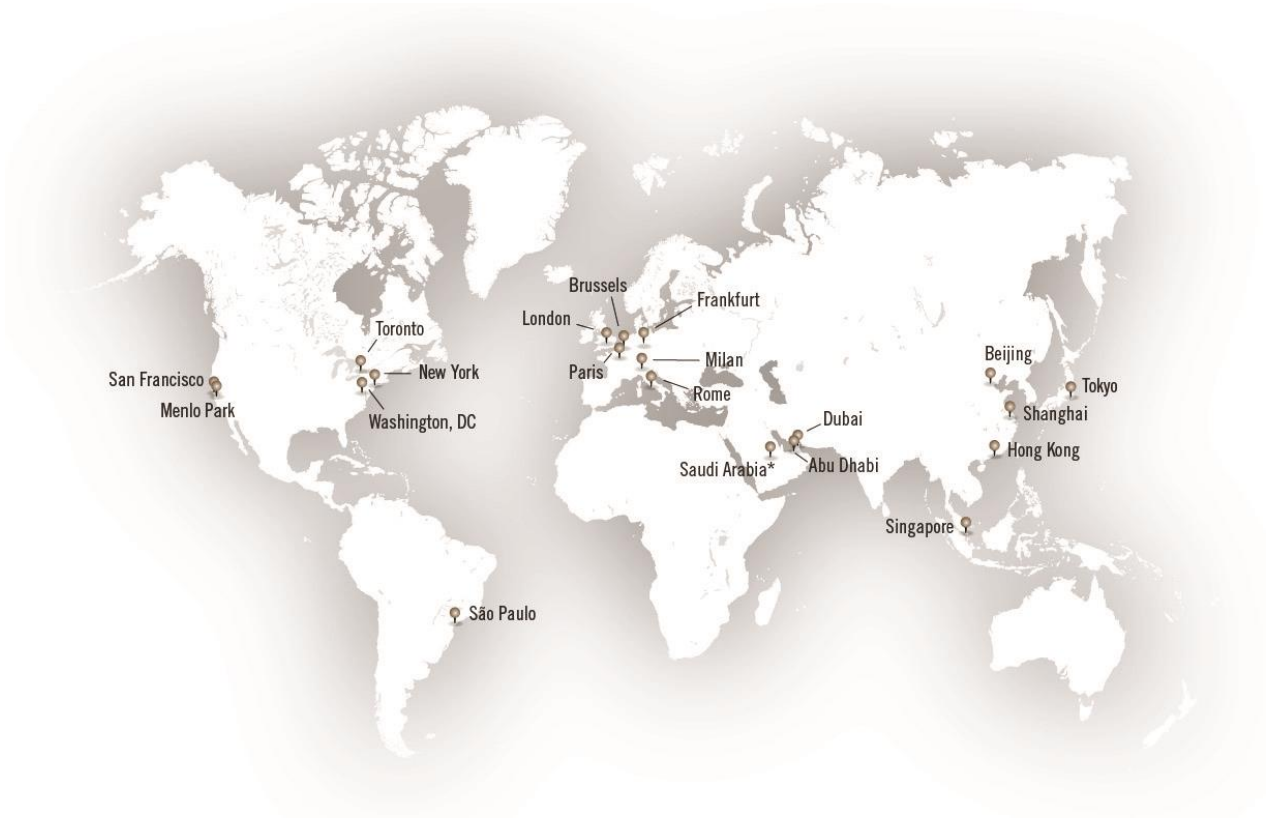 Brussels
Frankfurt
London
Toronto
Paris
Milan
New York
San Francisco
Menlo Park
Washington, DC
Rome
Beijing
Tokyo
Shanghai
Dubai
Hong Kong
Saudi Arabia*
Abu Dhabi
Singapore
São Paulo